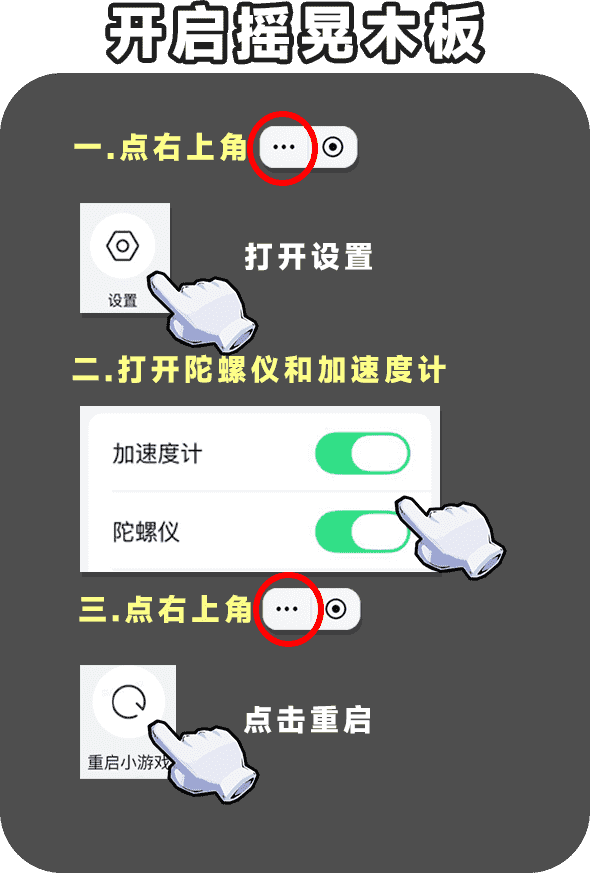 开启摇晃木板
一.点右上角
打开设置
设置
二.打开陀螺仪和加速度计
加速度计
陀螺仪
三.点右上角
点击重启
重启小游戏